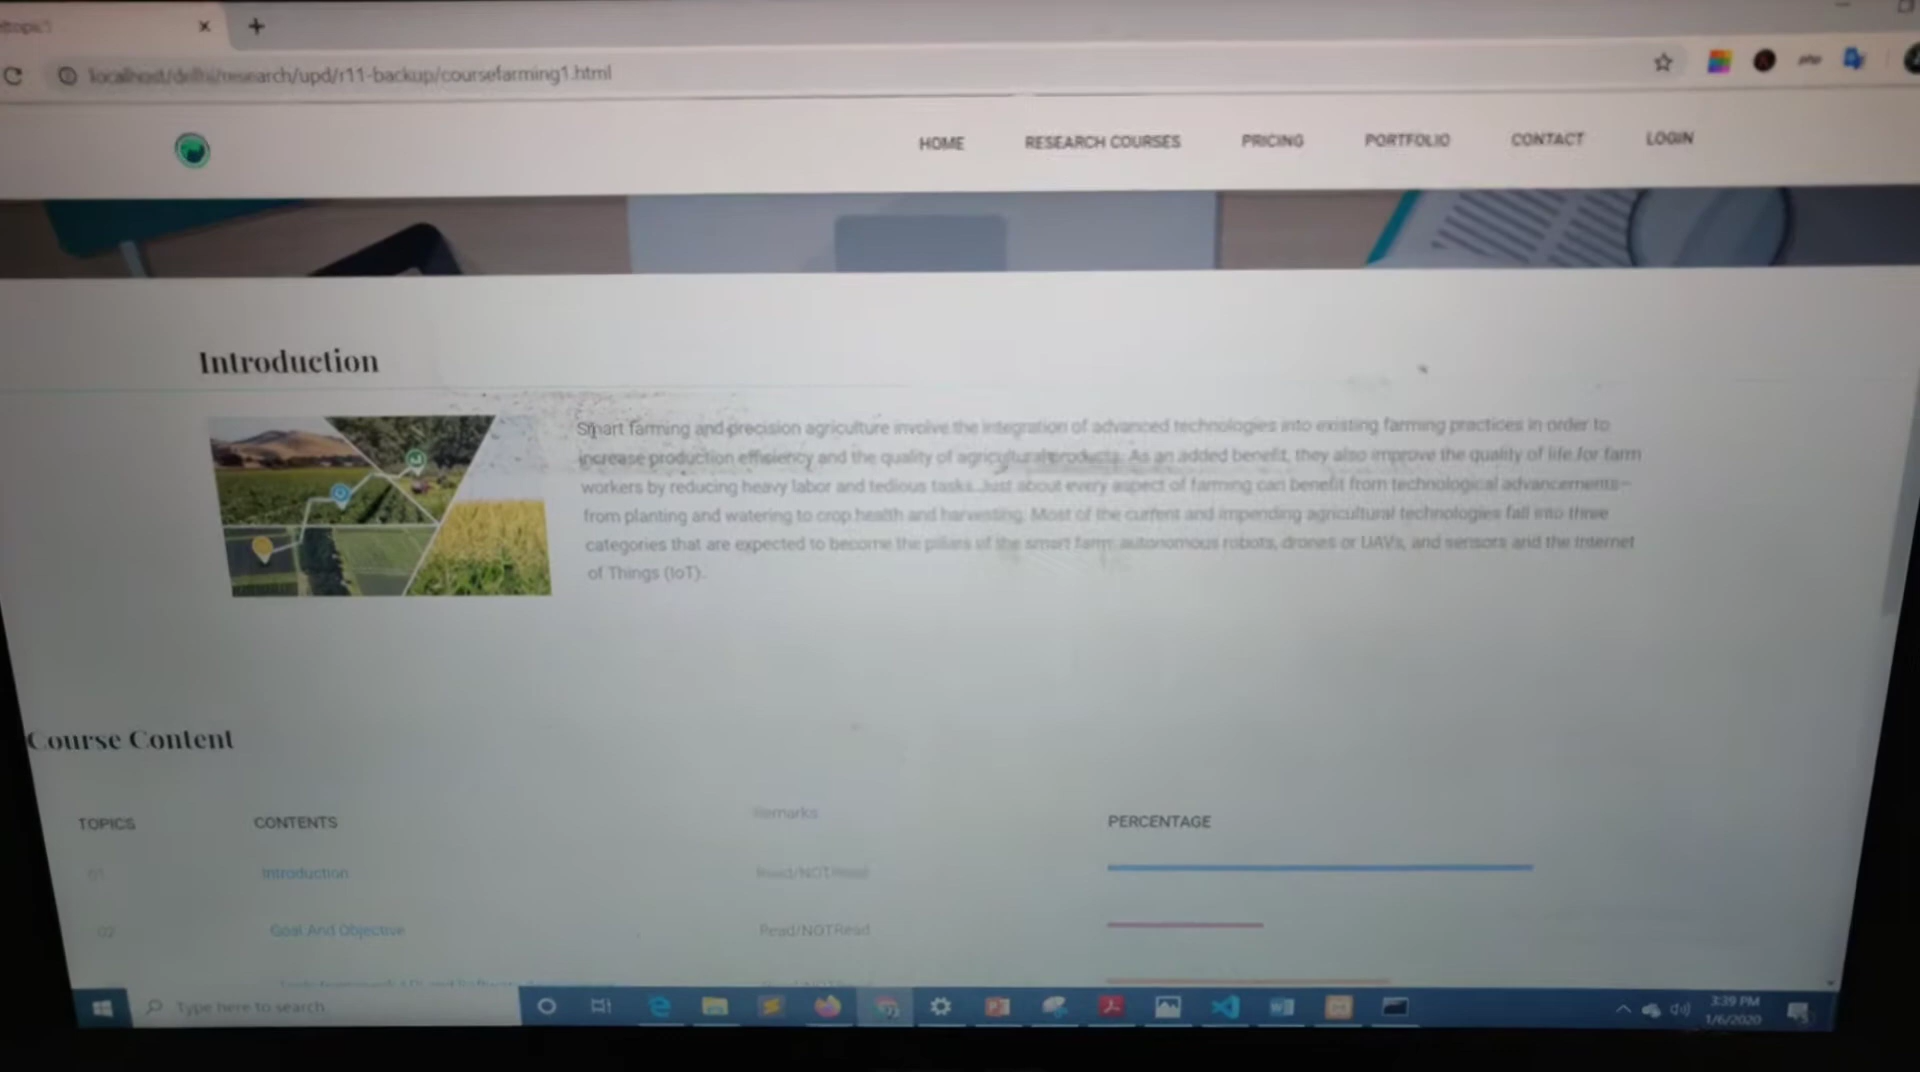 localhost/delhi/research/upd/r11-backup/coursefarming1.html
HOME RESEARCH COURSES PRICING PORTFOLIO CONTACT LOGIN
Introduction
Smart farming and precision agriculture involve the integration of advanced technologies into existing farming practices in order to
increase production efficiency and the quality of agricultural products. As an added benefit, they also improve the quality of life for farm
workers by reducing heavy labor and tedious tasks. Just about every aspect of farming can benefit from technological advancements—
from planting and watering to crop health and harvesting. Most of the current and impending agricultural technologies fall into three
categories that are expected to become the pillars of the smart farm: autonomous robots, drones or UAVs, and sensors and the Internet
of Things (IoT).
Course Content
TOPICS CONTENTS Remarks PERCENTAGE
01 Introduction Read/NOTRead
02 Goal And Objective Read/NOTRead
Type here to search
3:39 PM
1/6/2020